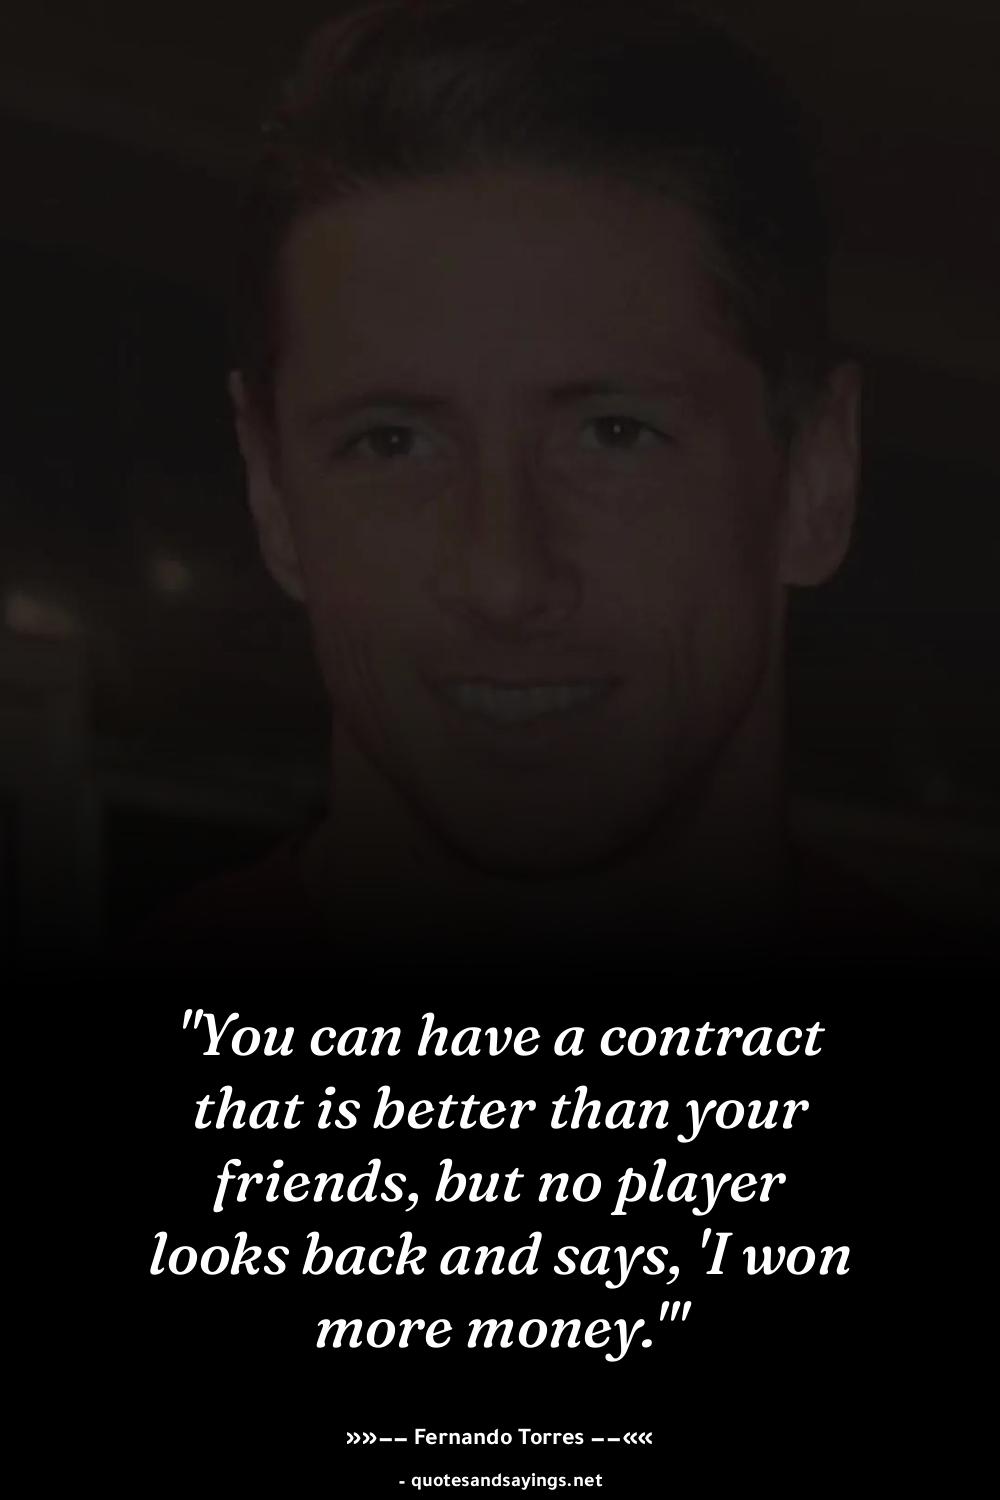 "You can have a contract
that is better than your
friends, but no player
looks back and says, 'I won
more money.'"
»»−− Fernando Torres −−««
- quotesandsayings.net